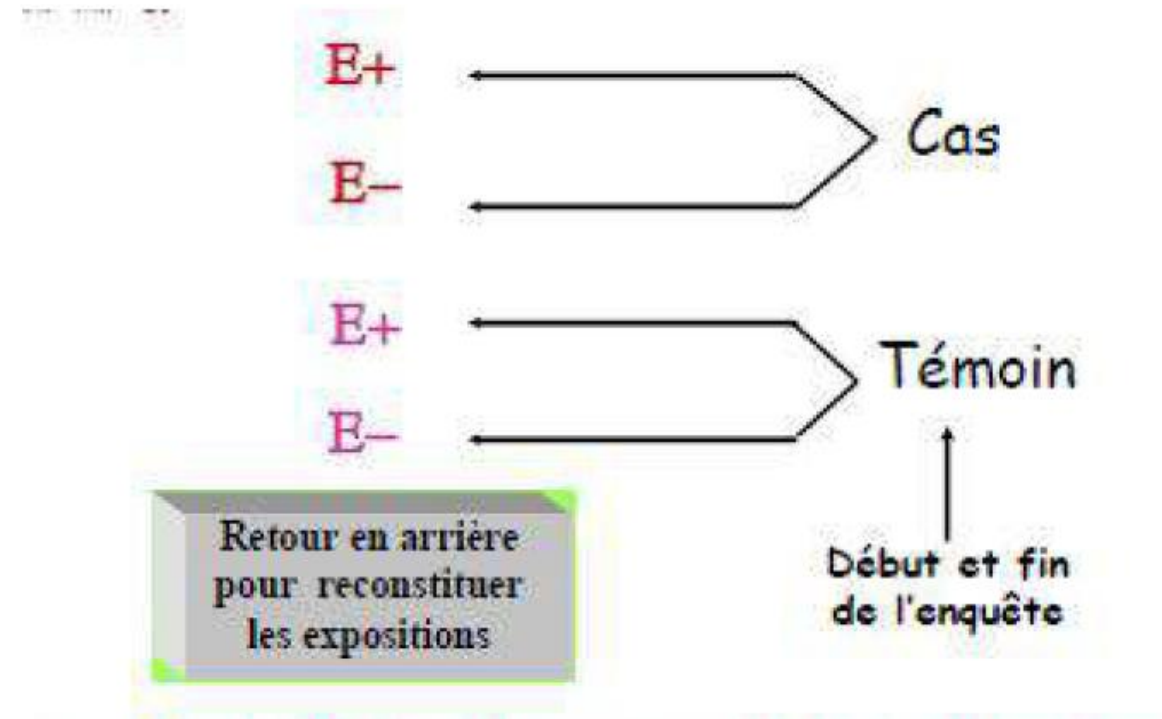 E+
E−
Cas
E+
E−
Témoin
Retour en arrière
pour reconstituer
les expositions
Début et fin
de l'enquête